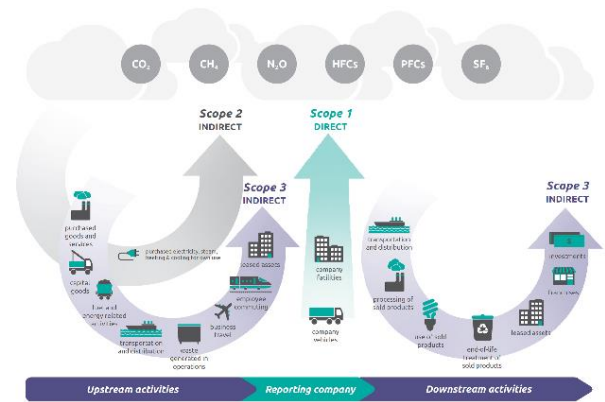 CO₂ CH₄ N₂O HFCs PFCs SF₆
Scope 2
INDIRECT
Scope 1
DIRECT
Scope 3
INDIRECT
Scope 3
INDIRECT
purchased
goods and
services
capital
goods
fuel and
energy related
activities
transportation
and distribution
waste
generated in
operations
business
travel
employee
commuting
leased assets
purchased electricity, steam,
heating & cooling for own use
company
facilities
company
vehicles
transportation
and distribution
processing of
sold products
use of sold
products
end-of-life
treatment of
sold products
leased assets
franchises
investments
Upstream activities
Reporting company
Downstream activities